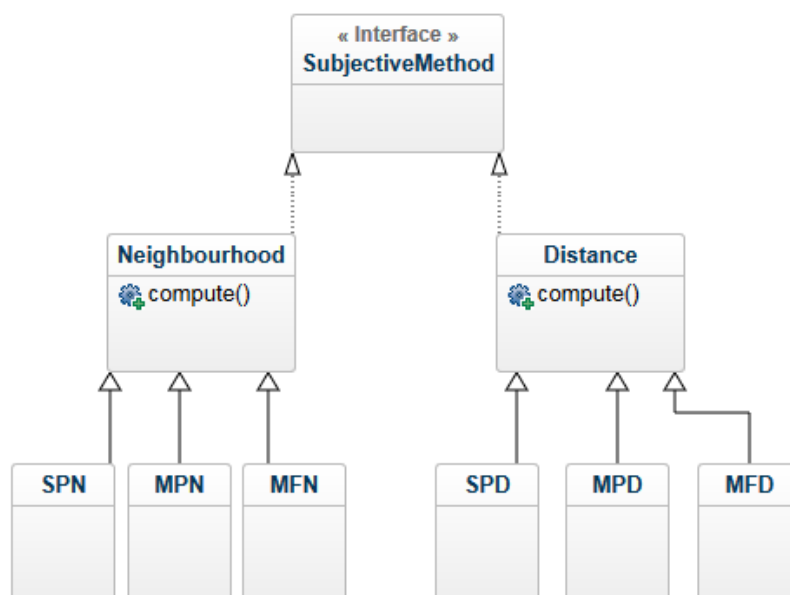 « Interface »
SubjectiveMethod
Neighbourhood
compute()
Distance
compute()
SPN
MPN
MFN
SPD
MPD
MFD